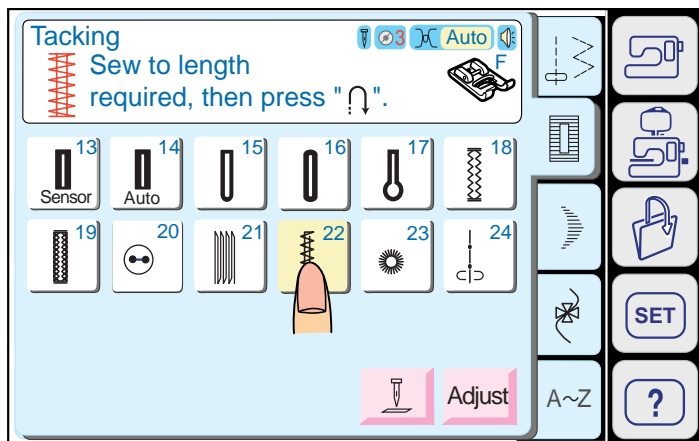 Tacking
3 Auto
Sew to length F
required, then press " ".
13 14 15 16 17 18
Sensor Auto
19 20 21 22 23 24
Adjust
A~Z
SET
?